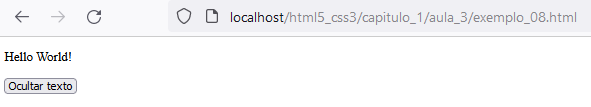 localhost/html5_css3/capitulo_1/aula_3/exemplo_08.html
Hello World!
Ocultar texto